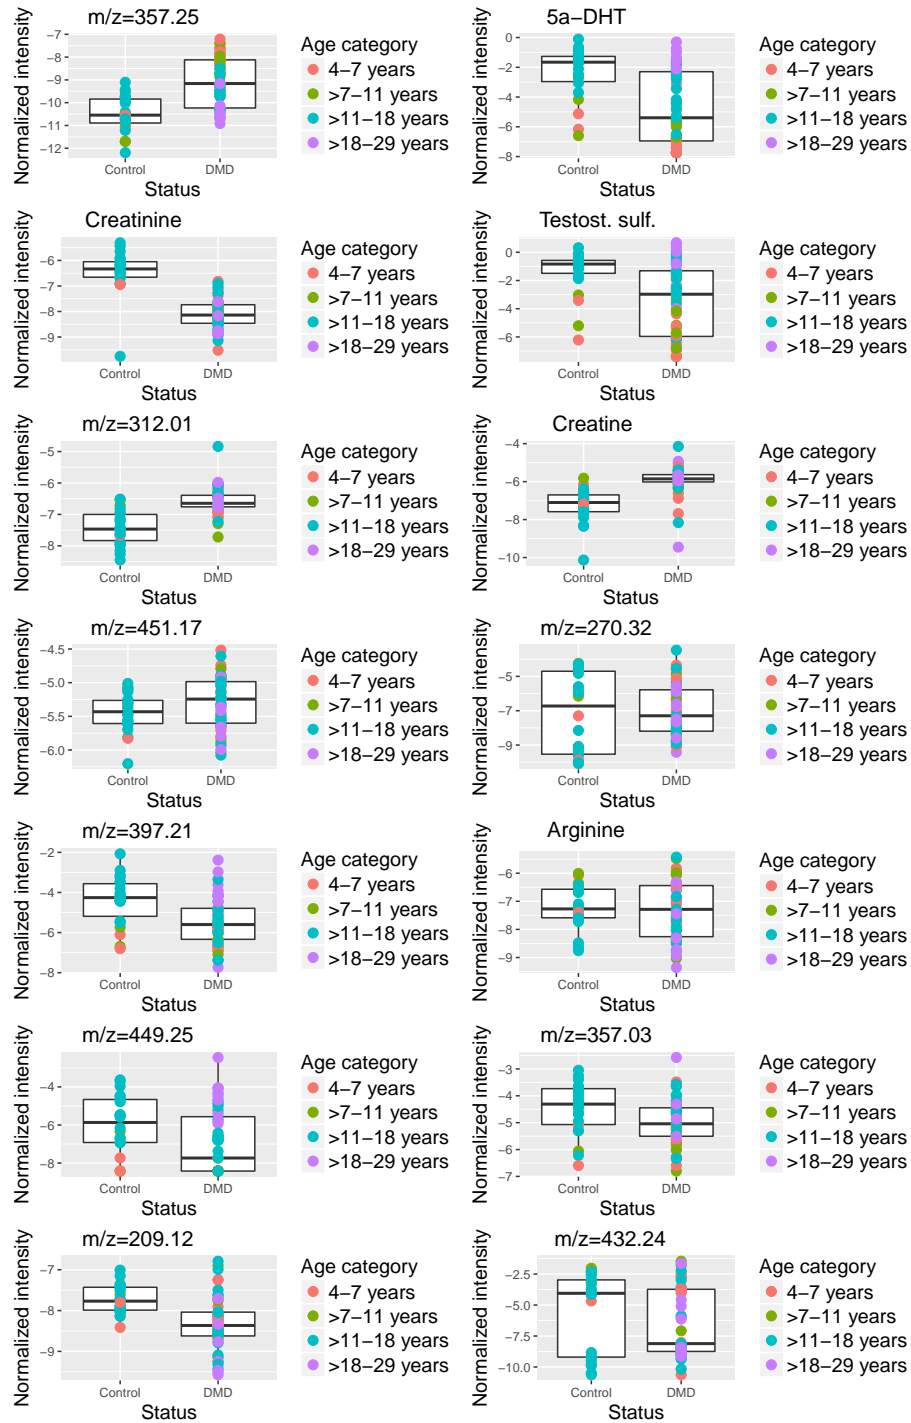 m/z=357.25
Normalized intensity
−7
−8
−9
−10
−11
−12
Control
DMD
Status
Age category
4−7 years
>7−11 years
>11−18 years
>18−29 years
5a−DHT
Normalized intensity
0
−2
−4
−6
−8
Control
DMD
Status
Age category
4−7 years
>7−11 years
>11−18 years
>18−29 years
Creatinine
Normalized intensity
−6
−7
−8
−9
Control
DMD
Status
Age category
4−7 years
>7−11 years
>11−18 years
>18−29 years
Testost. sulf.
Normalized intensity
0
−2
−4
−6
Control
DMD
Status
Age category
4−7 years
>7−11 years
>11−18 years
>18−29 years
m/z=312.01
Normalized intensity
−5
−6
−7
−8
Control
DMD
Status
Age category
4−7 years
>7−11 years
>11−18 years
>18−29 years
Creatine
Normalized intensity
−4
−6
−8
−10
Control
DMD
Status
Age category
4−7 years
>7−11 years
>11−18 years
>18−29 years
m/z=451.17
Normalized intensity
−4.5
−5.0
−5.5
−6.0
Control
DMD
Status
Age category
4−7 years
>7−11 years
>11−18 years
>18−29 years
m/z=270.32
Normalized intensity
−5
−7
−9
Control
DMD
Status
Age category
4−7 years
>7−11 years
>11−18 years
>18−29 years
m/z=397.21
Normalized intensity
−2
−4
−6
−8
Control
DMD
Status
Age category
4−7 years
>7−11 years
>11−18 years
>18−29 years
Arginine
Normalized intensity
−6
−7
−8
−9
Control
DMD
Status
Age category
4−7 years
>7−11 years
>11−18 years
>18−29 years
m/z=449.25
Normalized intensity
−4
−6
−8
Control
DMD
Status
Age category
4−7 years
>7−11 years
>11−18 years
>18−29 years
m/z=357.03
Normalized intensity
−3
−4
−5
−6
−7
Control
DMD
Status
Age category
4−7 years
>7−11 years
>11−18 years
>18−29 years
m/z=209.12
Normalized intensity
−7
−8
−9
Control
DMD
Status
Age category
4−7 years
>7−11 years
>11−18 years
>18−29 years
m/z=432.24
Normalized intensity
−2.5
−5.0
−7.5
−10.0
Control
DMD
Status
Age category
4−7 years
>7−11 years
>11−18 years
>18−29 years